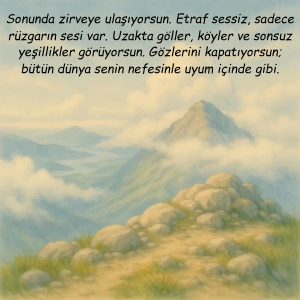 Sonunda zirveye ulaşıyorsun. Etraf sessiz, sadece
rüzgarın sesi var. Uzakta göller, köyler ve sonsuz
yeşillikler görüyorsun. Gözlerini kapatıyorsun;
bütün dünya senin nefesinle uyum içinde gibi.